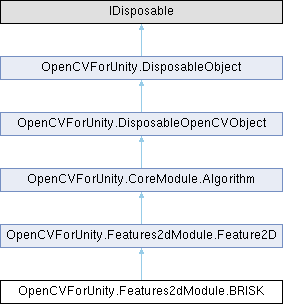 IDisposable
OpenCVForUnity.DisposableObject
OpenCVForUnity.DisposableOpenCVObject
OpenCVForUnity.CoreModule.Algorithm
OpenCVForUnity.Features2dModule.Feature2D
OpenCVForUnity.Features2dModule.BRISK